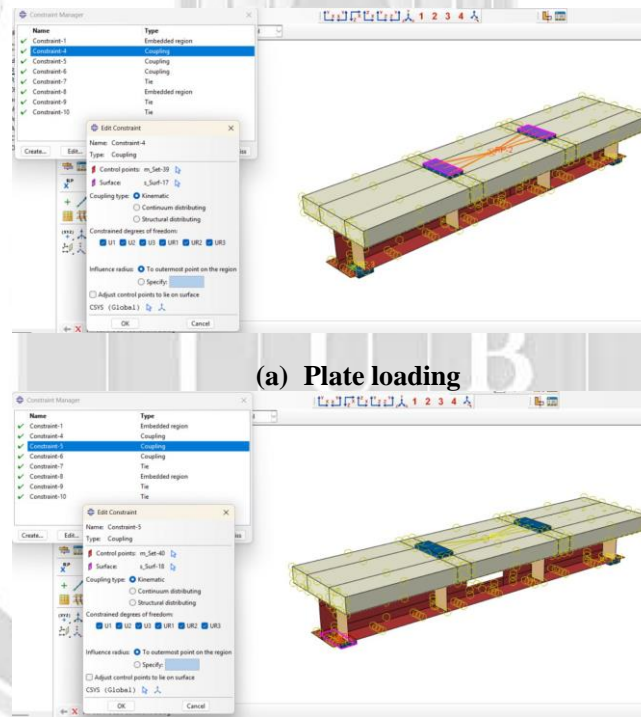 1 2 3 4
Constraint Manager
Name Type
Constraint-1 Embedded region
Constraint-4 Coupling
Constraint-5 Coupling
Constraint-6 Coupling
Constraint-7 Tie
Constraint-8 Embedded region
Constraint-9 Tie
Constraint-10 Tie
Create... Edit...
Edit Constraint
Name: Constraint-4
Type: Coupling
Control points: m_Set-39
Surface: s_Surf-17
Coupling type: Kinematic
Continuum distributing
Structural distributing
Constrained degrees of freedom:
U1 U2 U3 UR1 UR2 UR3
Influence radius: To outermost point on the region
Specify:
Adjust control points to lie on surface
CSYS (Global)
OK Cancel
(a) Plate loading
1 2 3 4
Constraint Manager
Name Type
Constraint-1 Embedded region
Constraint-4 Coupling
Constraint-5 Coupling
Constraint-6 Coupling
Constraint-7 Tie
Constraint-8 Embedded region
Constraint-9 Tie
Constraint-10 Tie
Create... Edit...
Edit Constraint
Name: Constraint-5
Type: Coupling
Control points: m_Set-40
Surface: s_Surf-18
Coupling type: Kinematic
Continuum distributing
Structural distributing
Constrained degrees of freedom:
U1 U2 U3 UR1 UR2 UR3
Influence radius: To outermost point on the region
Specify:
Adjust control points to lie on surface
CSYS (Global)
OK Cancel